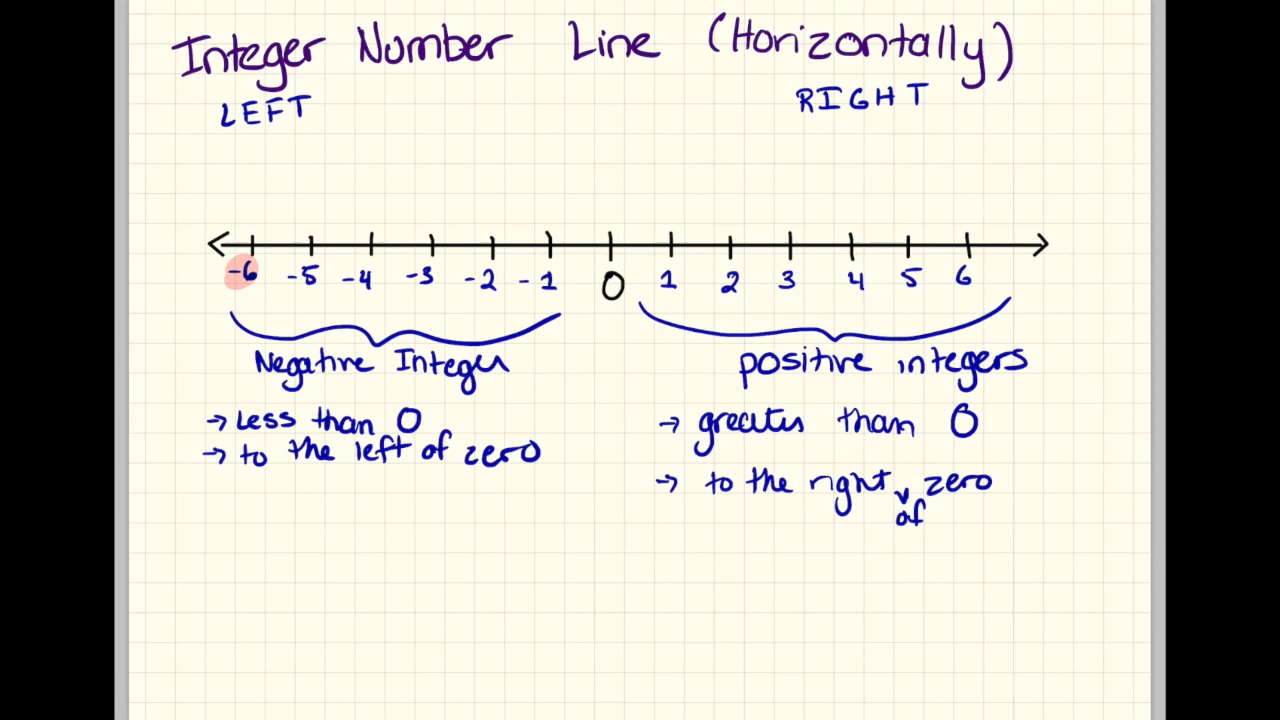 Integer Number Line (Horizontally)
LEFT RIGHT
-6 -5 -4 -3 -2 -1 0 1 2 3 4 5 6
Negative Integer positive integers
→ Less than 0 → greater than 0
→ to the left of zero
→ to the right zero
of